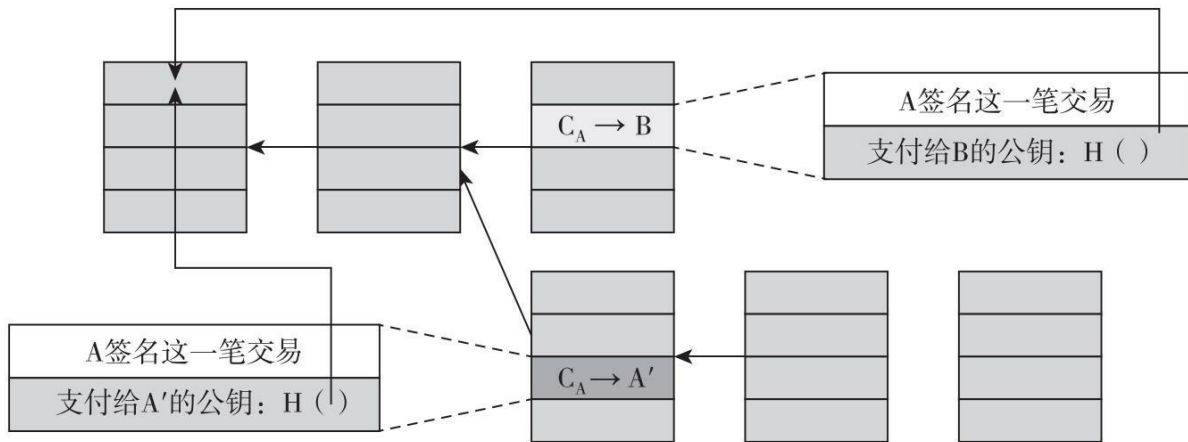 A签名这一笔交易
C_A → B
支付给B的公钥：H（ ）
A签名这一笔交易
C_A → A′
支付给A′的公钥：H（ ）